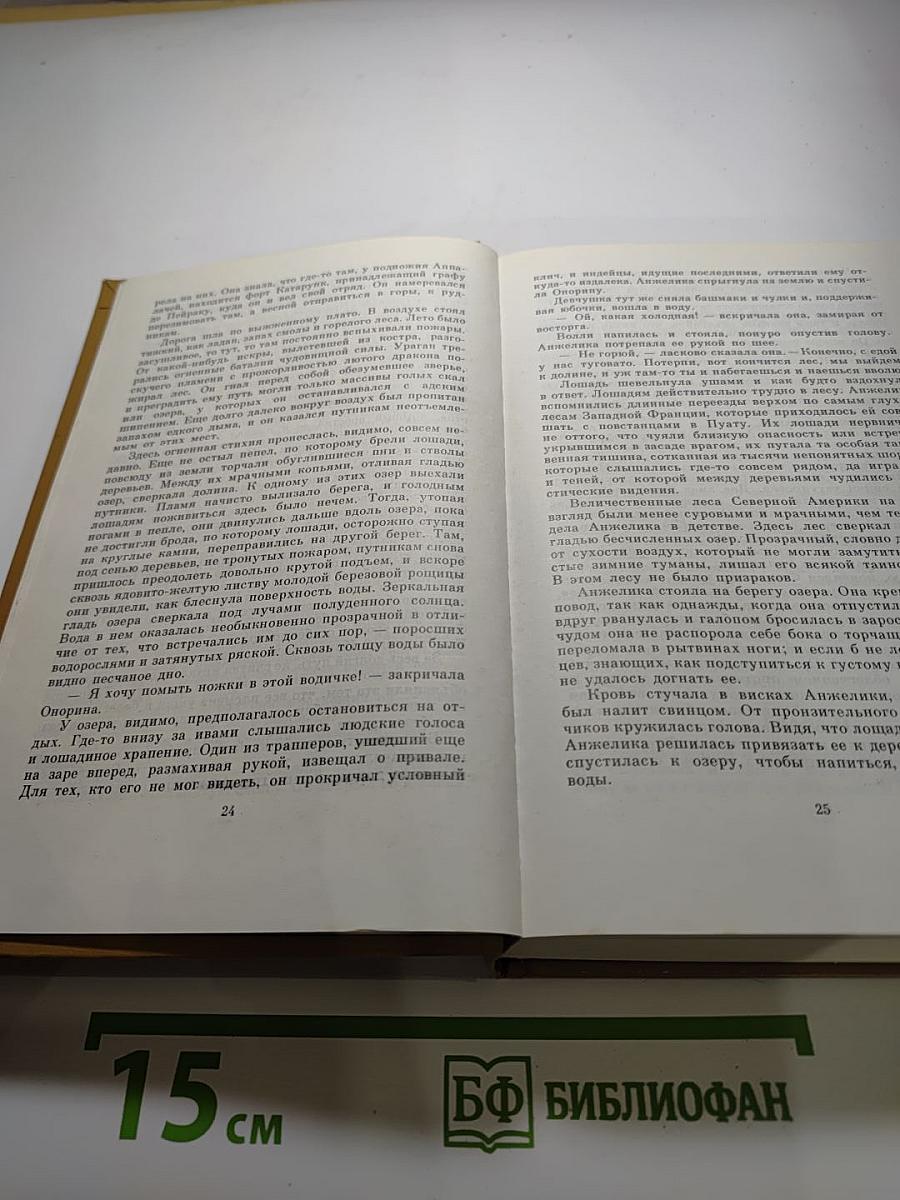 рела на них. Она знала, что где-то там, у подножия Аппа-
лачей, находится форт Катарунк, принадлежащий графу
де Пейраку, куда он и вел свой отряд. Он намеревался
перезимовать там, а весной отправиться в горы, к руд-
никам.
Дорога шла по выжженному плато. В воздухе стоял
тяжкий, как ладан, запах смолы и горелого леса. Лето было
засушливое, то тут, то там постоянно вспыхивали пожары.
От какой-нибудь искры, вылетевшей из костра, разго-
рались огненные баталии чудовищной силы. Ураган тре-
скучего пламени с прожорливостью лютого дракона по-
жирал лес. Он гнал перед собой обезумевшее зверье,
и преградить ему путь могли только массивы голых скал
или озера, у которых он останавливался с адским
шипением. Еще долго далеко вокруг воздух был пропитан
запахом едкого дыма, и он казался путникам неотъемле-
мым от этих мест.
Здесь огненная стихия пронеслась, видимо, совсем не-
давно. Еще не остыл пепел, по которому брели лошади,
повсюду из земли торчали обуглившиеся пни и стволы
деревьев. Между их мрачными копьями, отливая гладью
озер, сверкала долина. К одному из этих озер выехали
путники. Пламя начисто вылизало берега, и голодным
лошадям поживиться здесь было нечем. Тогда, утопая
ногами в пепле, они двинулись дальше вдоль озера, пока
не достигли брода, по которому лошади, осторожно ступая
на круглые камни, переправились на другой берег. Там,
под сенью деревьев, не тронутых пожаром, путникам снова
пришлось преодолеть довольно крутой подъем, и вскоре
сквозь ядовито-желтую листву молодой березовой рощицы
они увидели, как блеснула поверхность воды. Зеркальная
гладь озера сверкала под лучами полуденного солнца.
Вода в нем оказалась необыкновенно прозрачной в отли-
чие от тех, что встречались им до сих пор, — поросших
водорослями и затянутых ряской. Сквозь толщу воды было
видно песчаное дно.
— Я хочу помыть ножки в этой водичке! — закричала
Онорина.
У озера, видимо, предполагалось остановиться на от-
дых. Где-то внизу за ивами слышались людские голоса
и лошадиное храпение. Один из трапперов, ушедший еще
на заре вперед, размахивая рукой, извещал о привале.
Для тех, кто его не мог видеть, он прокричал условный
24
клич, и индейцы, идущие последними, ответили ему от-
куда-то издалека. Анжелика спрыгнула на землю и спусти-
ла Онорину.
Девчушка тут же сняла башмаки и чулки и, поддержи-
вая юбочки, вошла в воду.
— Ой, какая холодная! — вскричала она, замирая от
восторга.
Волли напилась и стояла, понуро опустив голову.
Анжелика потрепала ее рукой по шее.
— Не горюй, — ласково сказала она. — Конечно, с едой
у нас туговато. Потерпи, вот кончится лес, мы выйдем
к долине, и уж там-то ты и набегаешься и наешься вволю
Лошадь шевельнула ушами и как будто вздохнул
в ответ. Лошадям действительно трудно в лесу. Анжели
вспомнились длинные переезды верхом по самым глух
лесам Западной Франции, которые приходилось ей сов
шать с повстанцами в Пуату. Их лошади нервнич
не оттого, что чуяли близкую опасность или встре
укрывшимся в засаде врагом, их пугала та особая та
венная тишина, сотканная из тысячи непонятных шор
которые слышались где-то совсем рядом, да игра
и теней, от которой между деревьями чудились
стические видения.
Величественные леса Северной Америки на
взгляд были менее суровыми и мрачными, чем те
дела Анжелика в детстве. Здесь лес сверкал
гладью бесчисленных озер. Прозрачный, словно д
от сухости воздух, который не могли замутить
стые зимние туманы, лишал его всякой таин
В этом лесу не было призраков.
Анжелика стояла на берегу озера. Она креп
повод, так как однажды, когда она отпустил
вдруг рванулась и галопом бросилась в зарос
чудом она не распорола себе бока о торчащ
переломала в рытвинах ноги; и если б не
цев, знающих, как подступиться к густому
не удалось догнать ее.
Кровь стучала в висках Анжелики,
был налит свинцом. От пронзительного
чиков кружилась голова. Видя, что лощад
Анжелика решилась привязать ее к дер
спустилась к озеру, чтобы напиться,
воды.
25
15 см
БФ БИБЛИОФАН